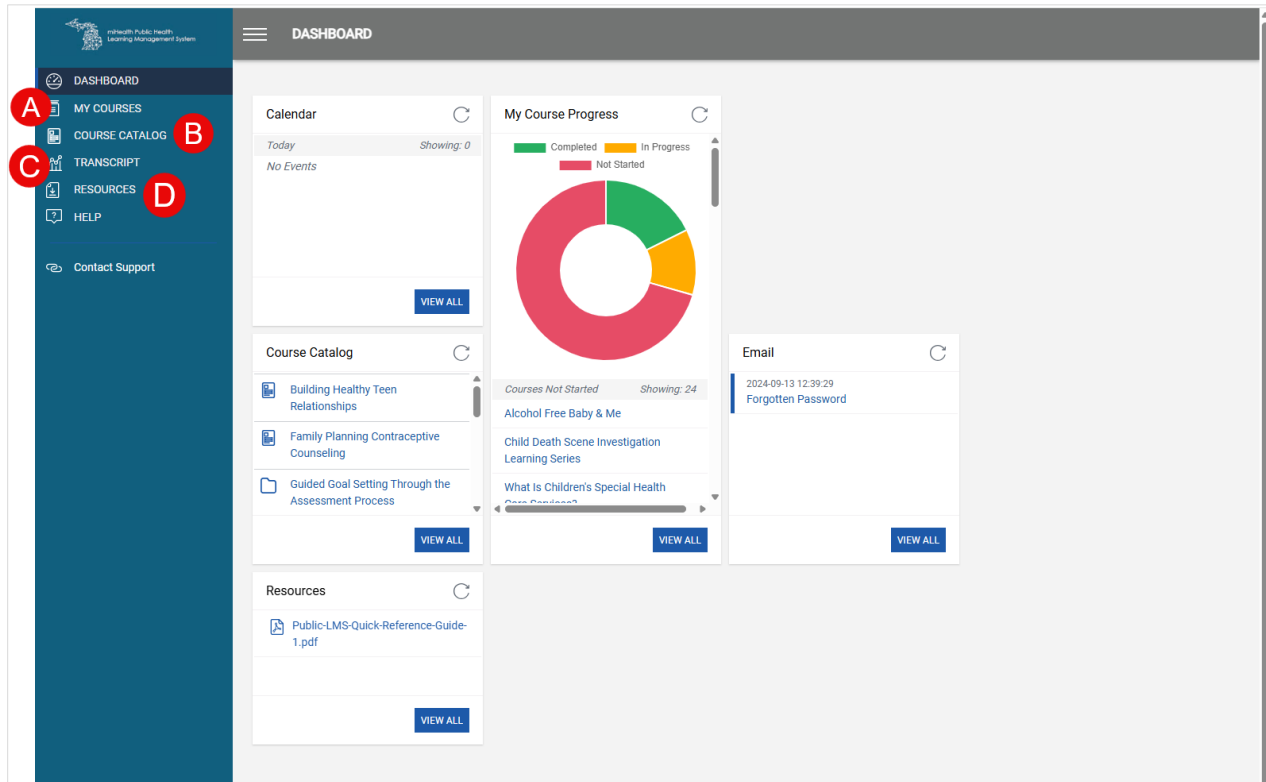 miHealth Public Health
Learning Management System
DASHBOARD
DASHBOARD
A
MY COURSES
COURSE CATALOG
B
C
TRANSCRIPT
RESOURCES
D
HELP
Contact Support
Calendar
Today Showing: 0
No Events
VIEW ALL
My Course Progress
Completed In Progress
Not Started
Courses Not Started Showing: 24
Alcohol Free Baby & Me
Child Death Scene Investigation
Learning Series
What Is Children's Special Health
Care Services?
VIEW ALL
Course Catalog
Building Healthy Teen
Relationships
Family Planning Contraceptive
Counseling
Guided Goal Setting Through the
Assessment Process
VIEW ALL
Email
2024-09-13 12:39:29
Forgotten Password
VIEW ALL
Resources
Public-LMS-Quick-Reference-Guide-
1.pdf
VIEW ALL